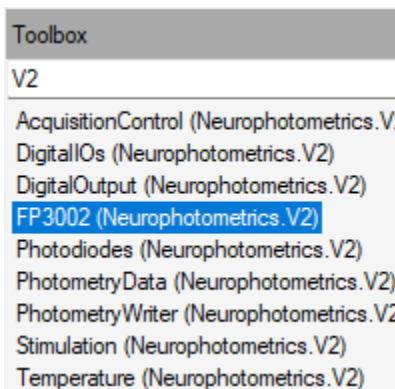 Toolbox
V2
AcquisitionControl (Neurophotometrics.V2
DigitalIOs (Neurophotometrics.V2)
DigitalOutput (Neurophotometrics.V2)
FP3002 (Neurophotometrics.V2)
Photodiodes (Neurophotometrics.V2)
PhotometryData (Neurophotometrics.V2)
PhotometryWriter (Neurophotometrics.V2
Stimulation (Neurophotometrics.V2)
Temperature (Neurophotometrics.V2)